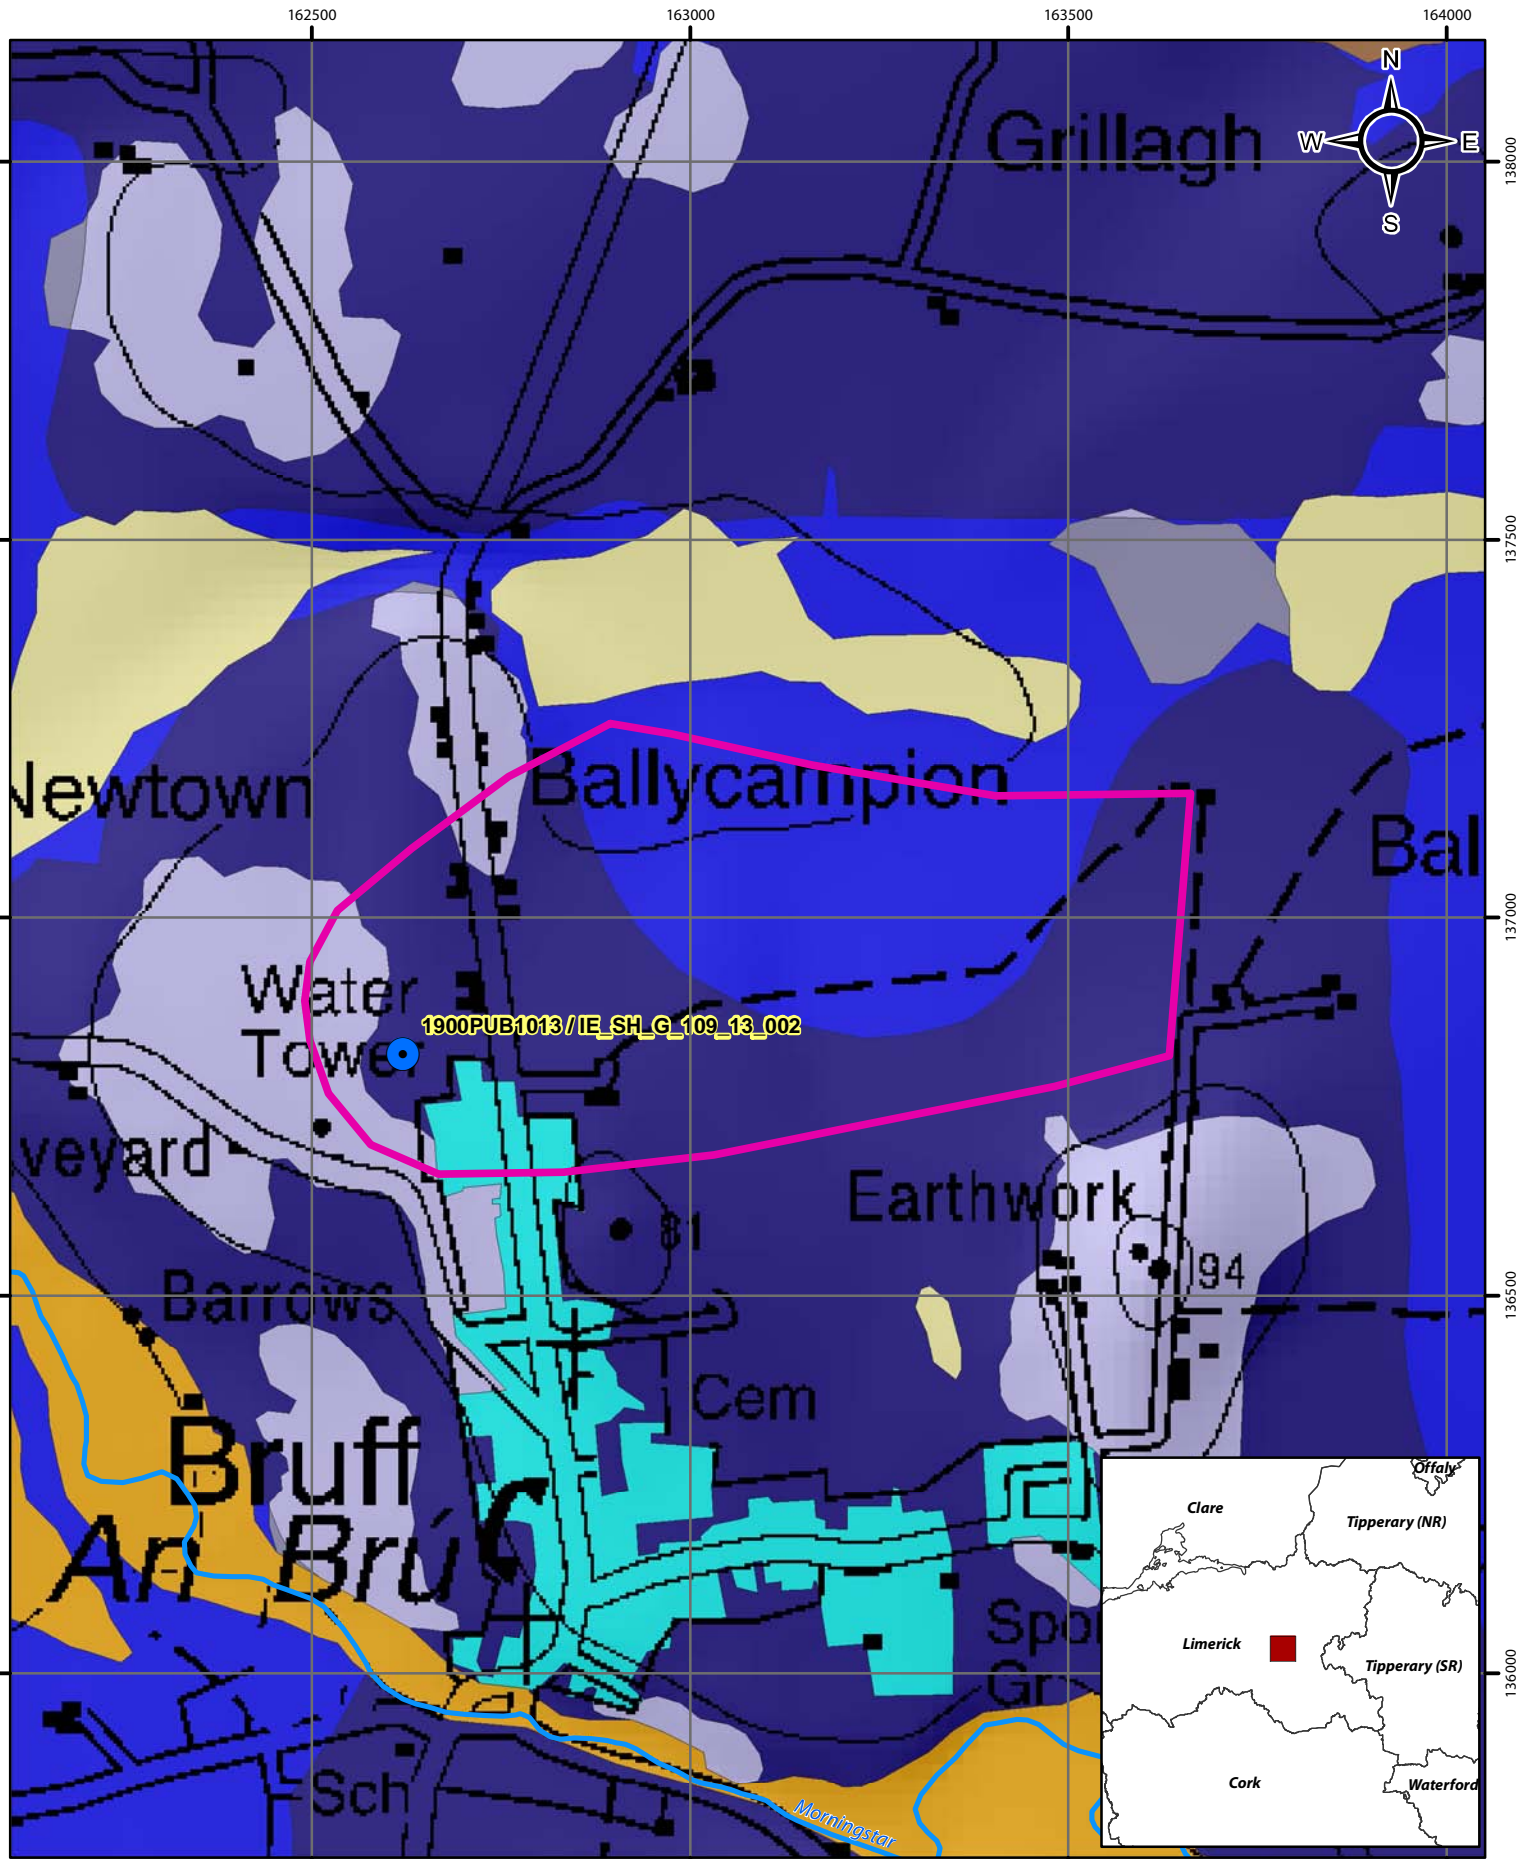 162500 163000 163500 164000
N
W E
S
Grillagh
138000
137500
Newtown
Ballycampion
Bal
137000
Water
Tower
1900PUB1013 / IE_SH_G_109_13_002
veyard
81
Earthwork
94
136500
Barrows
Cem
Bruff
An Brú
Spo
Gr
136000
Sch
Morningstar
Offaly
Clare
Tipperary (NR)
Limerick
Tipperary (SR)
Cork
Waterford